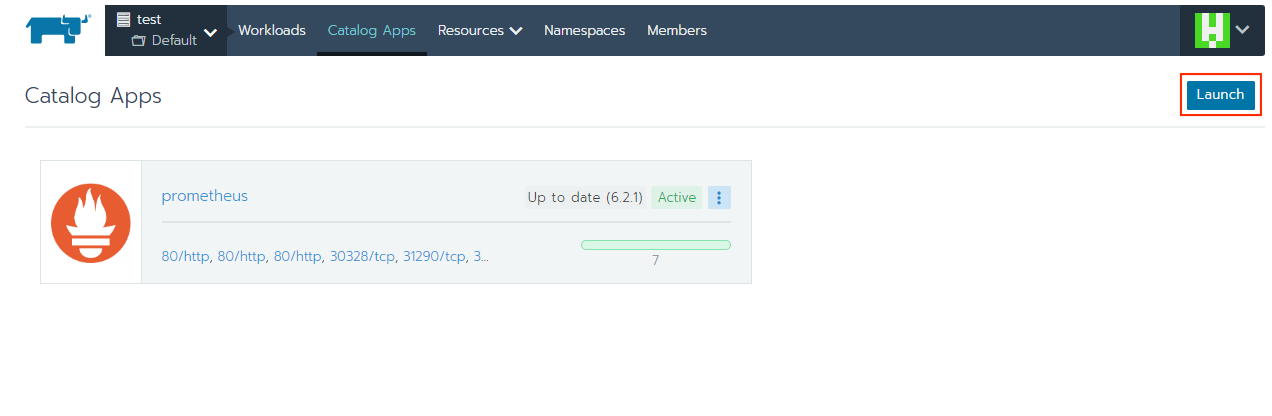 test
Default
Workloads
Catalog Apps
Resources
Namespaces
Members
Catalog Apps
Launch
prometheus
Up to date (6.2.1)
Active
80/http, 80/http, 80/http, 30328/tcp, 31290/tcp, 3...
7